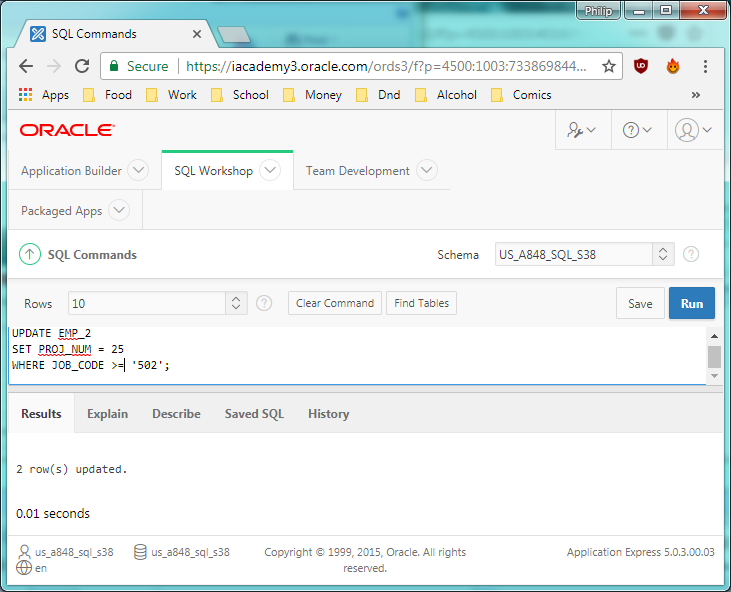 Philip
SQL Commands
Secure https://iacademy3.oracle.com/ords3/f?p=4500:1003:733869844...
Apps Food Work School Money Dnd Alcohol Comics »
ORACLE
Application Builder SQL Workshop Team Development
Packaged Apps
SQL Commands Schema US_A848_SQL_S38
Rows 10 Clear Command Find Tables Save Run
UPDATE EMP_2
SET PROJ_NUM = 25
WHERE JOB_CODE >= '502';
Results Explain Describe Saved SQL History
2 row(s) updated.
0.01 seconds
us_a848_sql_s38 us_a848_sql_s38 Copyright © 1999, 2015, Oracle. All rights reserved. Application Express 5.0.3.00.03
en